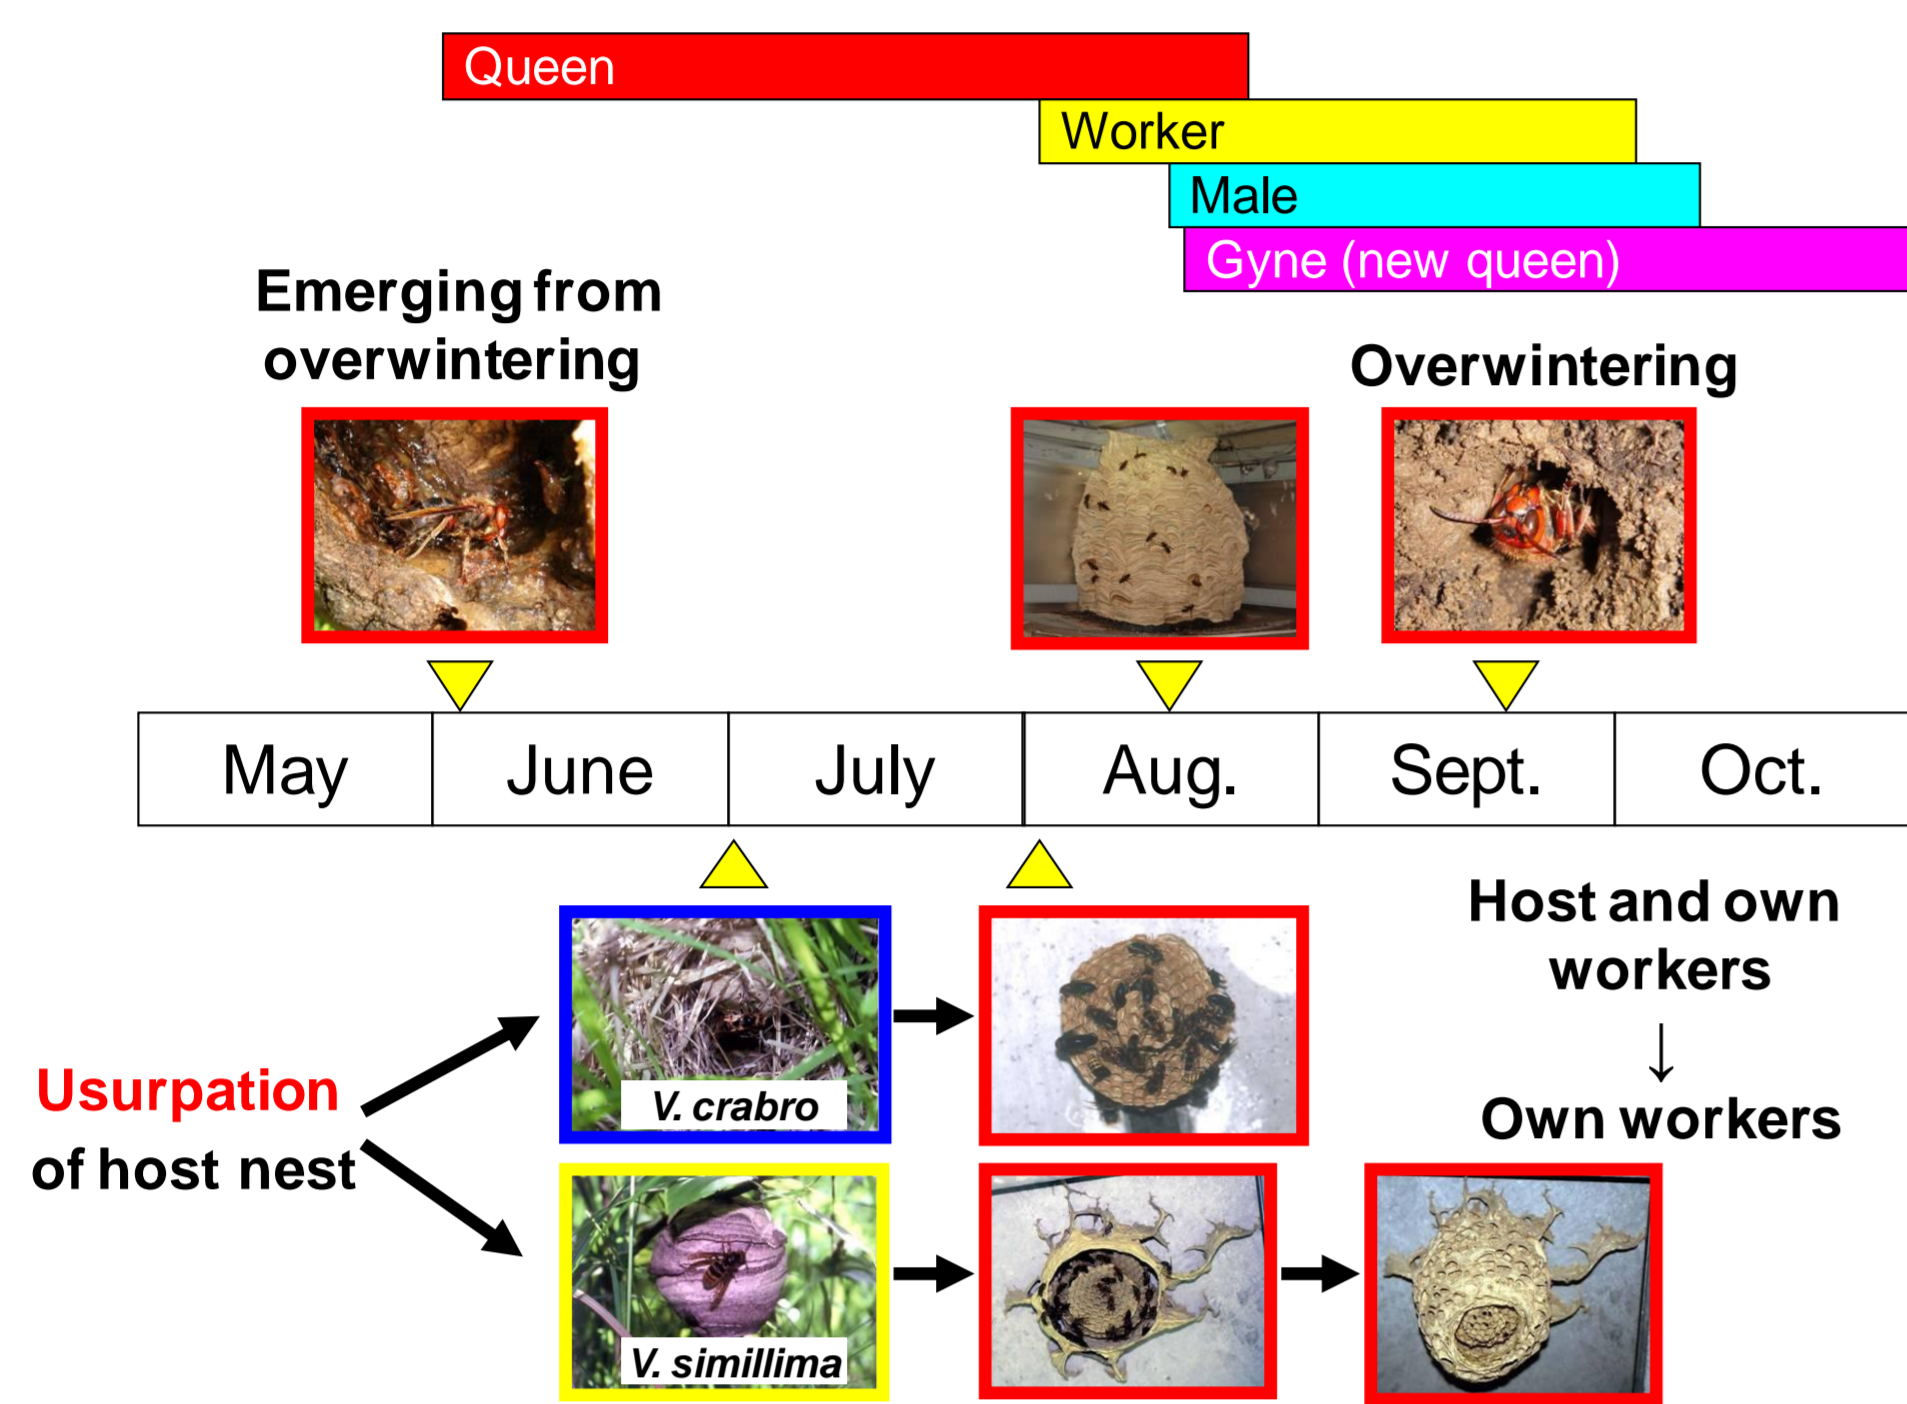 Queen
Worker
Male
Gyne (new queen)
Emerging from
overwintering
Overwintering
May
June
July
Aug.
Sept.
Oct.
Usurpation
of host nest
V. crabro
V. simillima
Host and own
workers
↓
Own workers